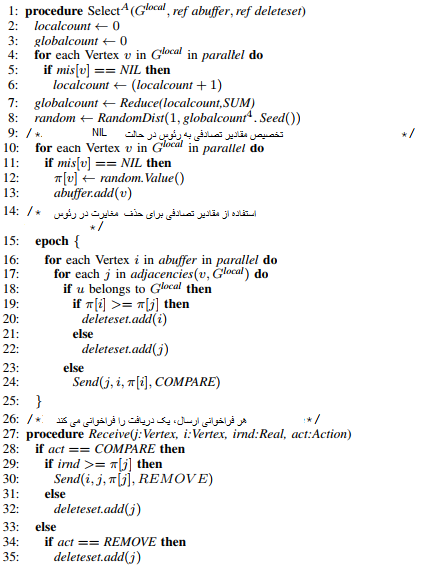 1: procedure Select^A(G^local, ref abuffer, ref deleteset)
2: localcount ← 0
3: globalcount ← 0
4: for each Vertex v in G^local in parallel do
5: if mis[v] == NIL then
6: localcount ← (localcount + 1)
7: globalcount ← Reduce(localcount,SUM)
8: random ← RandomDist(1, globalcount^4. Seed())
9: /* تخصیص مقادیر تصادفی به رئوس در حالت NIL */
10: for each Vertex v in G^local in parallel do
11: if mis[v] == NIL then
12: π[v] ← random.Value()
13: abuffer.add(v)
14: /* استفاده از مقادیر تصادفی برای حذف مغایرت در رئوس
*/
15: epoch {
16: for each Vertex i in abuffer in parallel do
17: for each j in adjacencies(v, G^local) do
18: if u belongs to G^local then
19: if π[i] >= π[j] then
20: deleteset.add(i)
21: else
22: deleteset.add(j)
23: else
24: Send(j, i, π[i], COMPARE)
25: }
26: /* هر فراخوانی ارسال، یک دریافت را فراخوانی می کند */
27: procedure Receive(j:Vertex, i:Vertex, irnd:Real, act:Action)
28: if act == COMPARE then
29: if irnd >= π[j] then
30: Send(i, j, π[j], REMOVE)
31: else
32: deleteset.add(j)
33: else
34: if act == REMOVE then
35: deleteset.add(j)